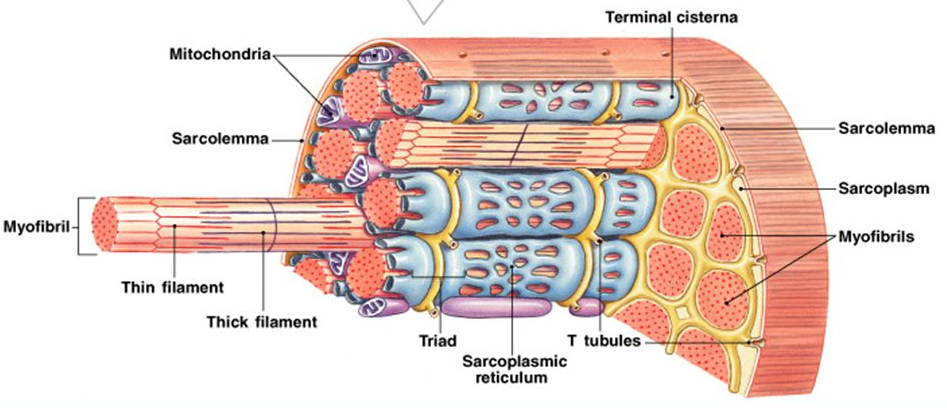 Terminal cisterna
Mitochondria
Sarcolemma
Sarcolemma
Sarcoplasm
Myofibril
Myofibrils
Thin filament
Thick filament
Triad
T tubules
Sarcoplasmic
reticulum